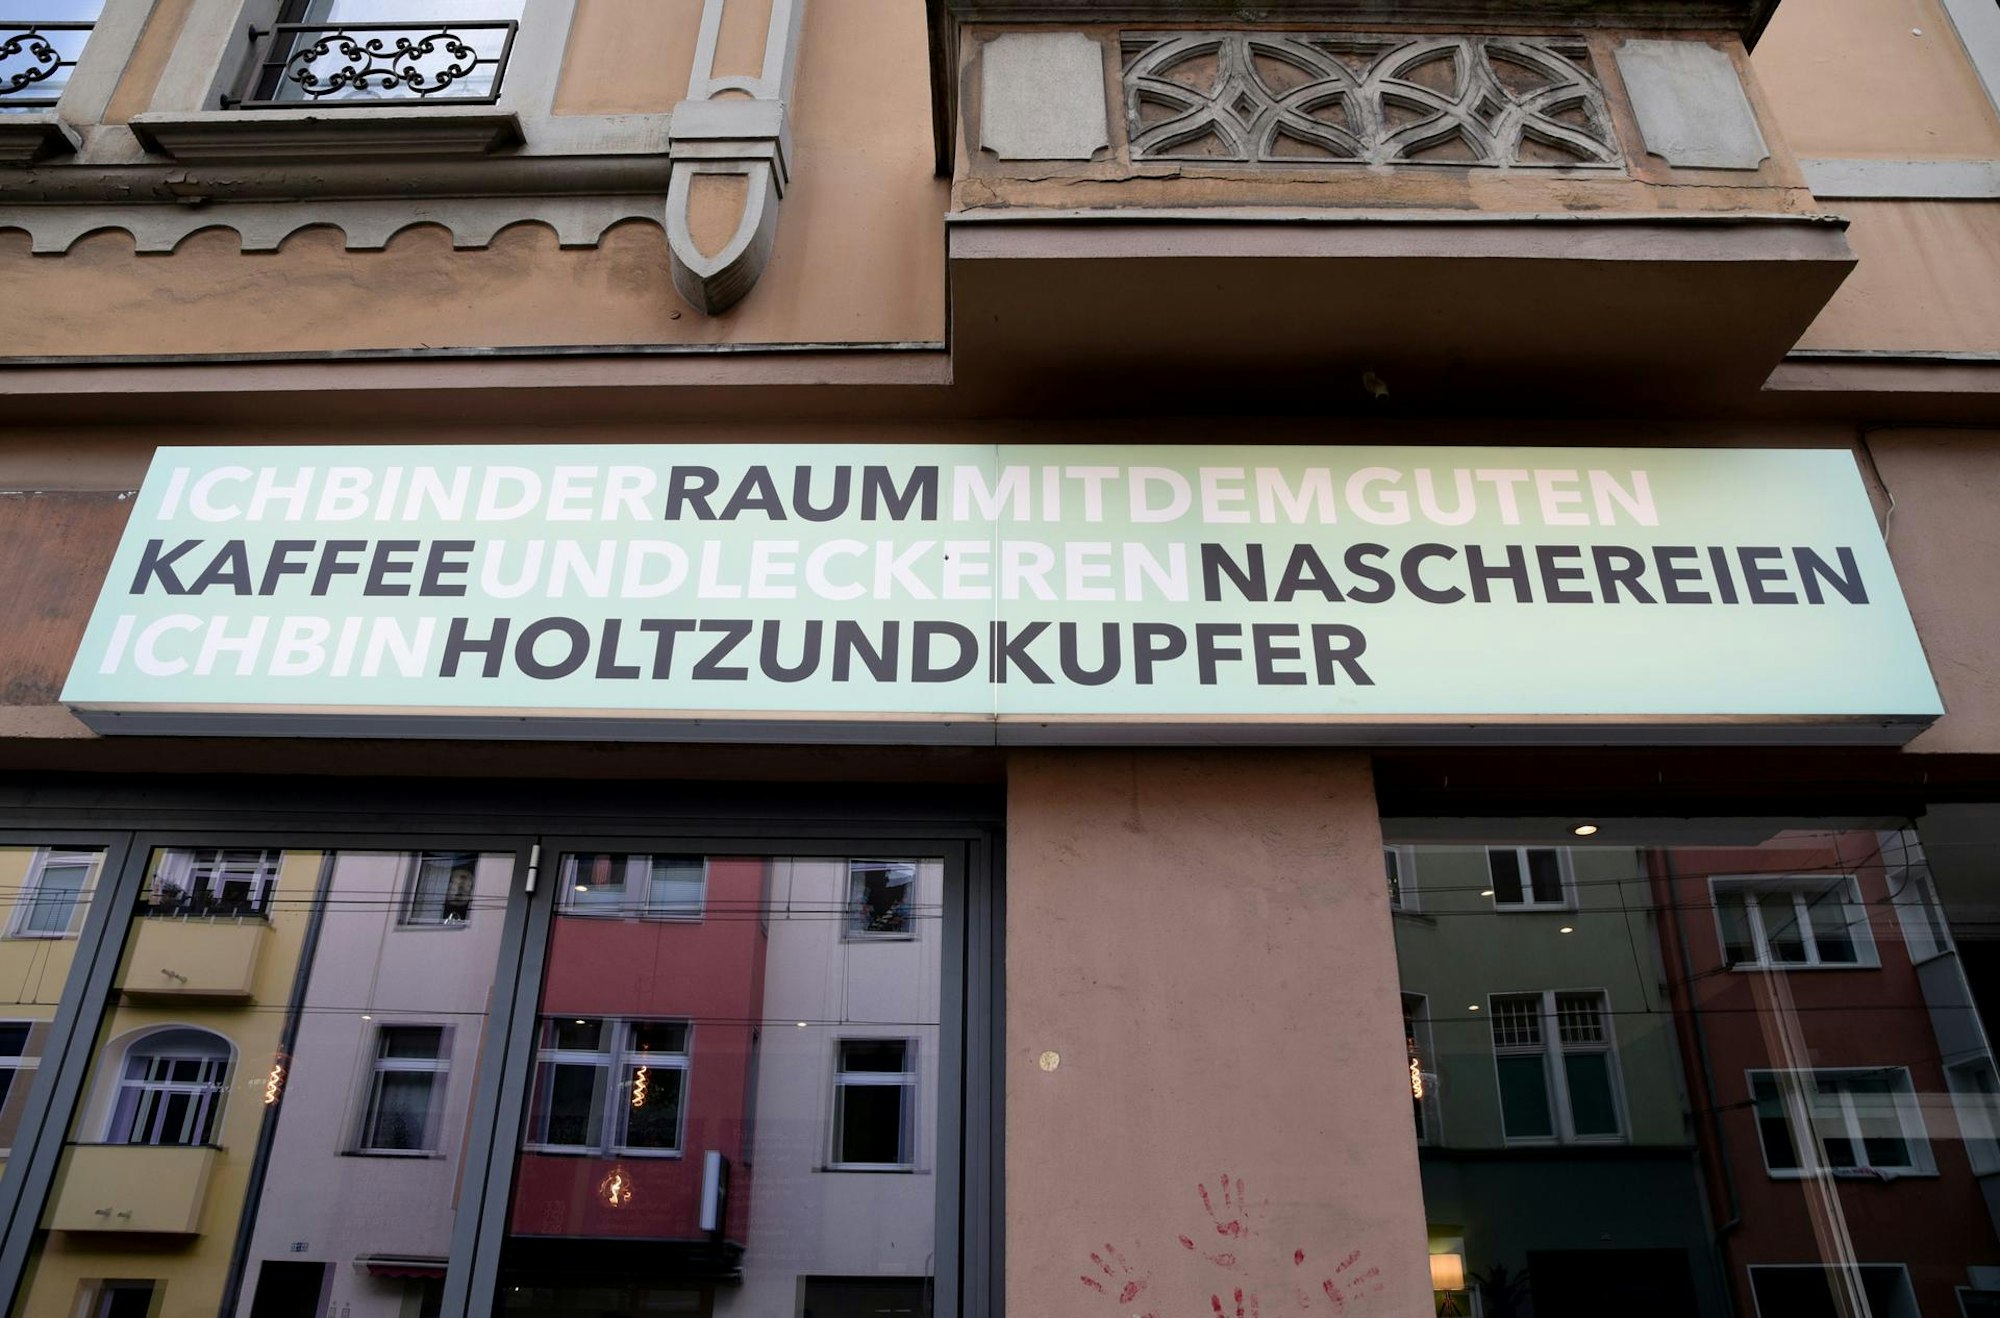 ICHBINDERRAUMMITDEMGUTEN
KAFFEEUNDLECKERENNASCHEREIEN
ICHBINHOLTZUNDKUPFER